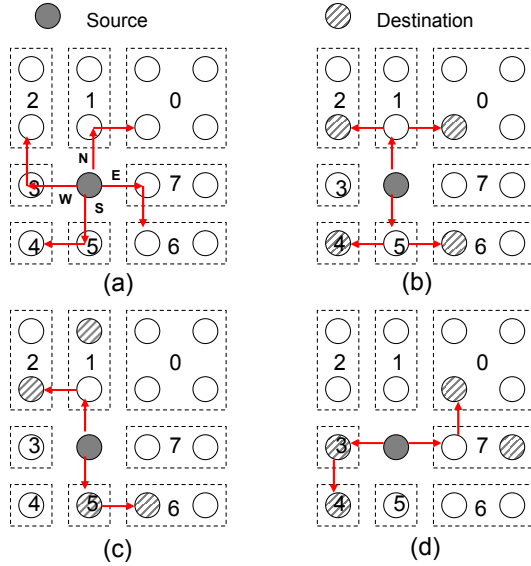 Source Destination
2 1 0 2 1 0
N
E
3 7 3 7
W
S
4 5 6 4 5 6
(a) (b)
2 1 0 2 1 0
3 7 3 7
4 5 6 4 5 6
(c) (d)